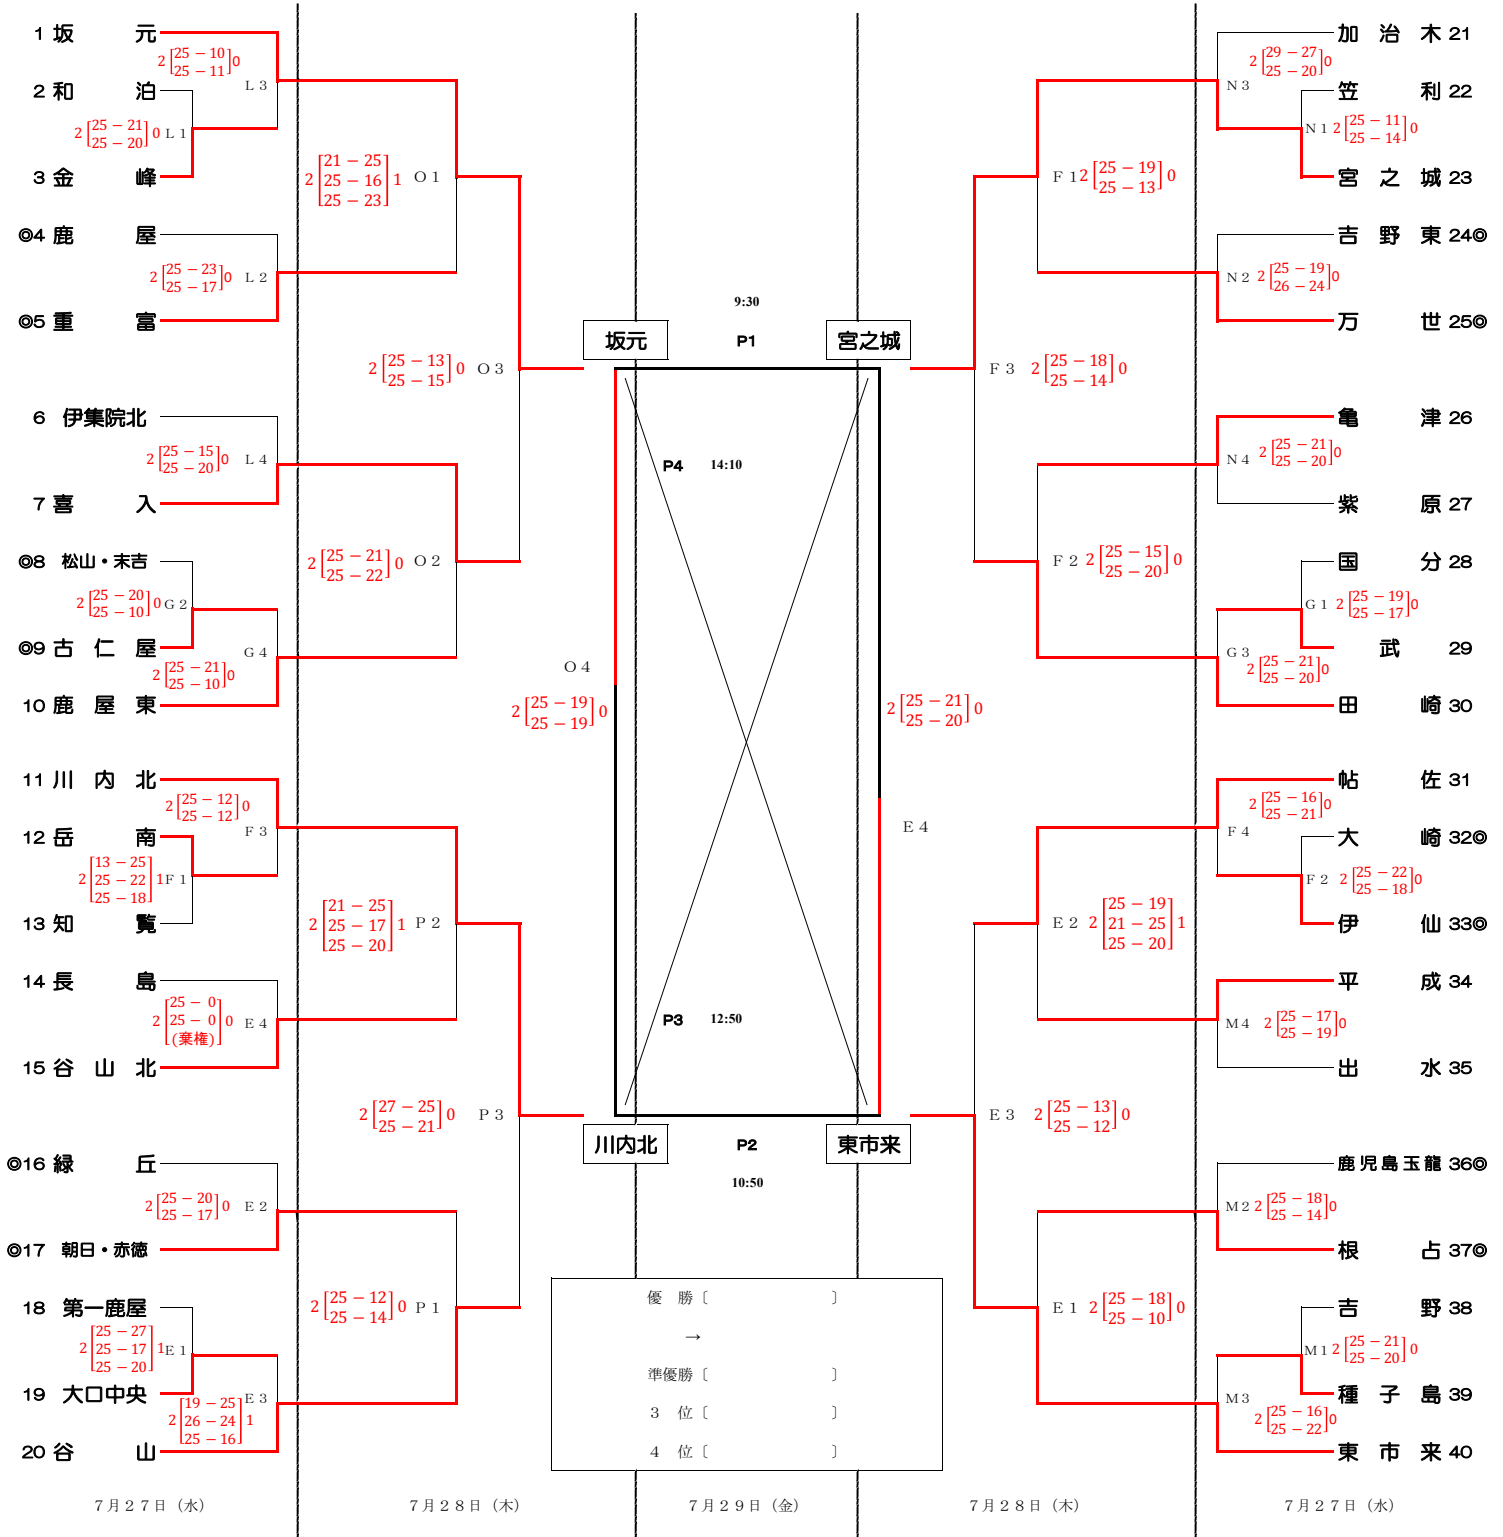 1 坂 元
2 [25 − 10 25 − 11] 0
L 3
2 和 泊
2 [25 − 21 25 − 20] 0 L 1
3 金 峰
◎4 鹿 屋
2 [25 − 23 25 − 17] 0 L 2
◎5 重 富
2 [21 − 25 25 − 16 25 − 23] 1 O 1
2 [25 − 13 25 − 15] 0 O 3
6 伊集院北
2 [25 − 15 25 − 20] 0 L 4
7 喜 入
◎8 松山・末吉
2 [25 − 20 25 − 10] 0 G 2
◎9 古 仁 屋
G 4
2 [25 − 21 25 − 10] 0
10 鹿 屋 東
2 [25 − 21 25 − 22] 0 O 2
11 川 内 北
2 [25 − 12 25 − 12] 0
F 3
12 岳 南
2 [13 − 25 25 − 22 25 − 18] 1 F 1
13 知 覧
14 長 島
2 [25 − 0 25 − 0 (棄権)] 0 E 4
15 谷 山 北
2 [21 − 25 25 − 17 25 − 20] 1 P 2
2 [27 − 25 25 − 21] 0 P 3
◎16 緑 丘
2 [25 − 20 25 − 17] 0 E 2
◎17 朝日・赤徳
18 第一鹿屋
2 [25 − 27 25 − 17 25 − 20] 1 E 1
19 大口中央
E 3
2 [19 − 25 26 − 24 25 − 16] 1
20 谷 山
2 [25 − 12 25 − 14] 0 P 1
9:30
坂元 P1 宮之城
P4 14:10
O 4
2 [25 − 19 25 − 19] 0
2 [25 − 21 25 − 20] 0
E 4
P3 12:50
川内北 P2 東市来
10:50
優 勝〔 〕
→
準優勝〔 〕
3 位〔 〕
4 位〔 〕
加 治 木 21
2 [29 − 27 25 − 20] 0
N 3
笠 利 22
N 1 2 [25 − 11 25 − 14] 0
宮 之 城 23
F 1 2 [25 − 19 25 − 13] 0
吉 野 東 24◎
N 2 2 [25 − 19 26 − 24] 0
万 世 25◎
F 3 2 [25 − 18 25 − 14] 0
亀 津 26
N 4 2 [25 − 21 25 − 20] 0
紫 原 27
F 2 2 [25 − 15 25 − 20] 0
国 分 28
G 1 2 [25 − 19 25 − 17] 0
武 29
G 3
2 [25 − 21 25 − 20] 0
田 崎 30
帖 佐 31
2 [25 − 16 25 − 21] 0
F 4
大 崎 32◎
F 2 2 [25 − 22 25 − 18] 0
伊 仙 33◎
E 2 2 [25 − 19 21 − 25 25 − 20] 1
平 成 34
M 4 2 [25 − 17 25 − 19] 0
出 水 35
E 3 2 [25 − 13 25 − 12] 0
鹿児島玉龍 36◎
M 2 2 [25 − 18 25 − 14] 0
根 占 37◎
E 1 2 [25 − 18 25 − 10] 0
吉 野 38
M 1 2 [25 − 21 25 − 20] 0
種 子 島 39
M 3
2 [25 − 16 25 − 22] 0
東 市 来 40
7月27日（水） 7月28日（木） 7月29日（金） 7月28日（木） 7月27日（水）